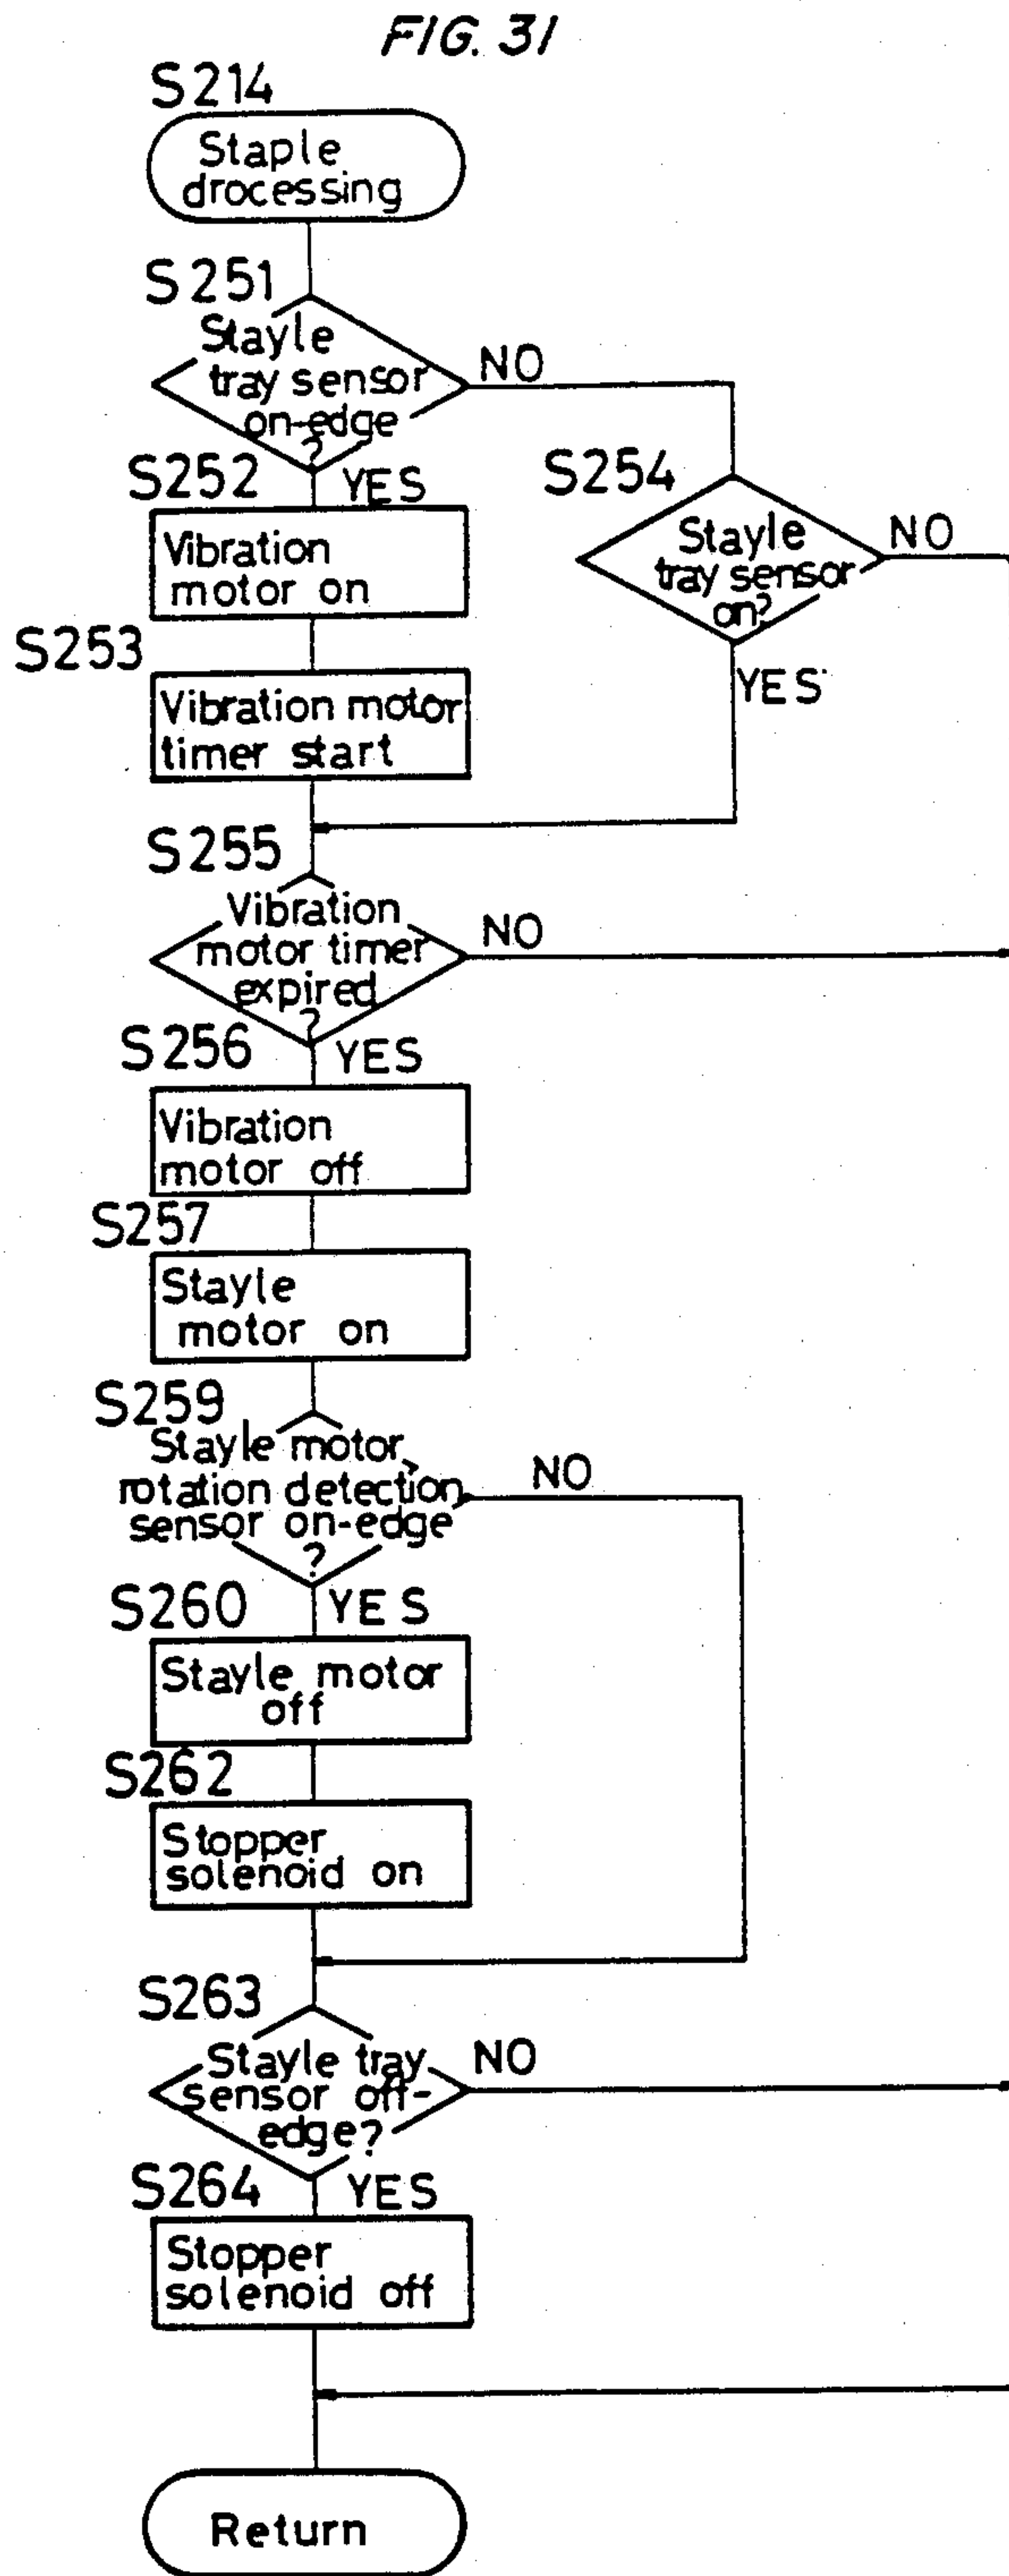 FIG. 31
S214
Staple
drocessing
S251
Stayle
tray sensor
on-edge
?
NO
YES
S252
Vibration
motor on
S253
Vibration motor
timer start
S254
Stayle
tray sensor
on?
NO
YES
S255
Vibration
motor timer
expired
?
NO
YES
S256
Vibration
motor off
S257
Stayle
motor on
S259
Stayle motor
rotation detection
sensor on-edge
?
NO
YES
S260
Stayle motor
off
S262
Stopper
solenoid on
S263
Stayle tray
sensor off-
edge?
NO
YES
S264
Stopper
solenoid off
Return